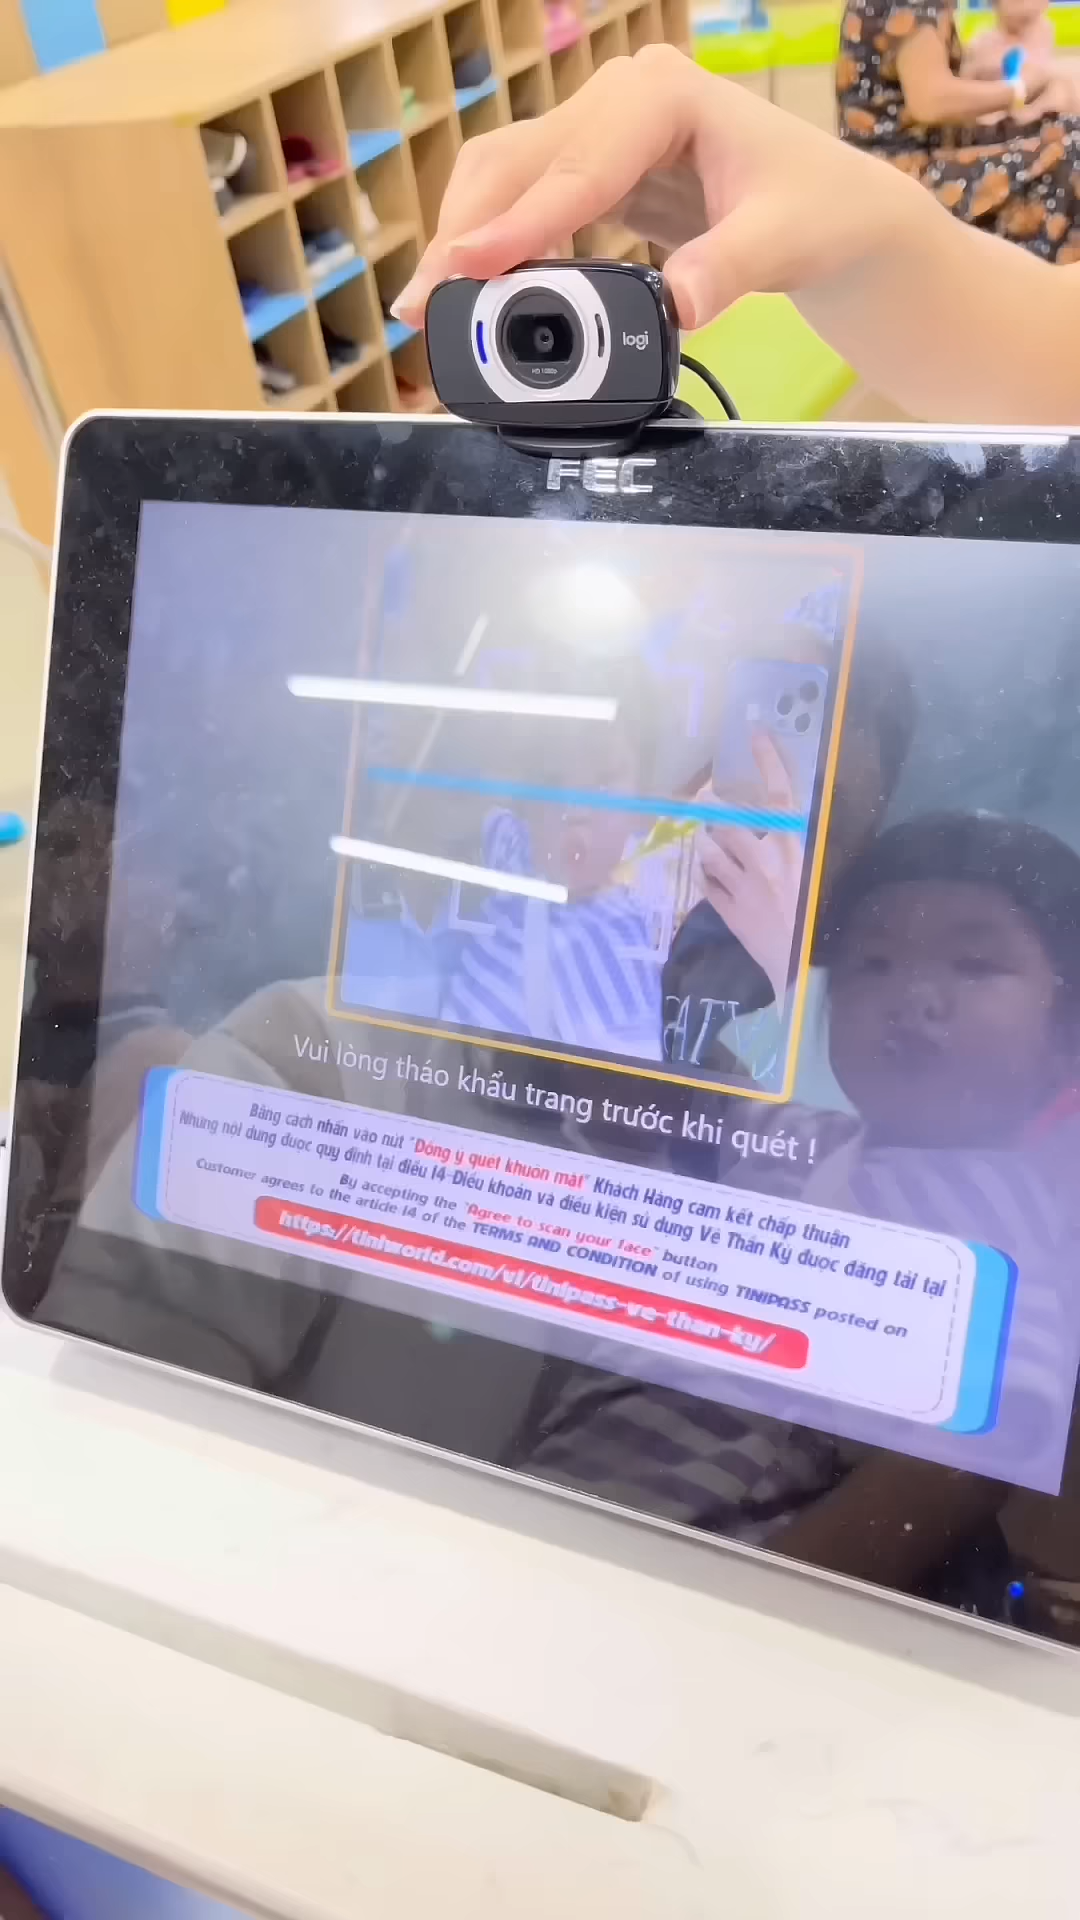 logi
HD 1080p
FEC
ATV
Vui lòng tháo khẩu trang trước khi quét !
Bằng cách nhấn vào nút "Đồng ý quét khuôn mặt" Khách Hàng cam kết chấp thuận
Những nội dung được quy định tại điều 14 Điều khoản và điều kiện sử dụng Vé Thần Kỳ được đăng tải tại
By accepting the "Agree to scan your face" button
Customer agrees to the article 14 of the TERMS AND CONDITION of using TINIPASS posted on
https://tiniworld.com/vi/tinipass-ve-than-ky/